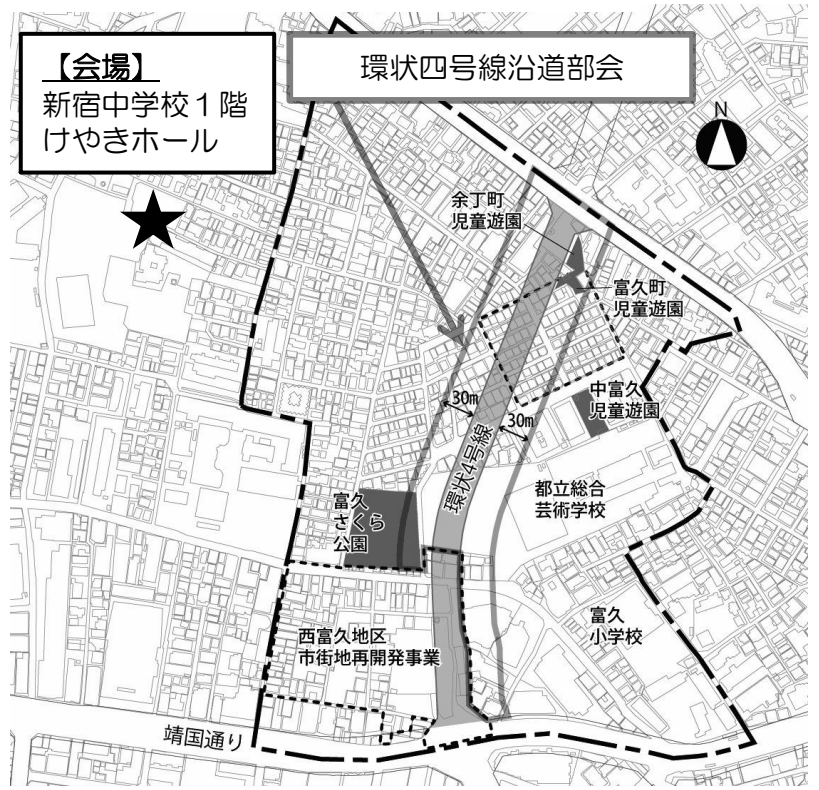 【会場】
新宿中学校１階
けやきホール
環状四号線沿道部会
N
余丁町
児童遊園
富久町
児童遊園
30m
中富久
児童遊園
30m
環状4号線
都立総合
芸術学校
富久
さくら
公園
富久
小学校
西富久地区
市街地再開発事業
靖国通り